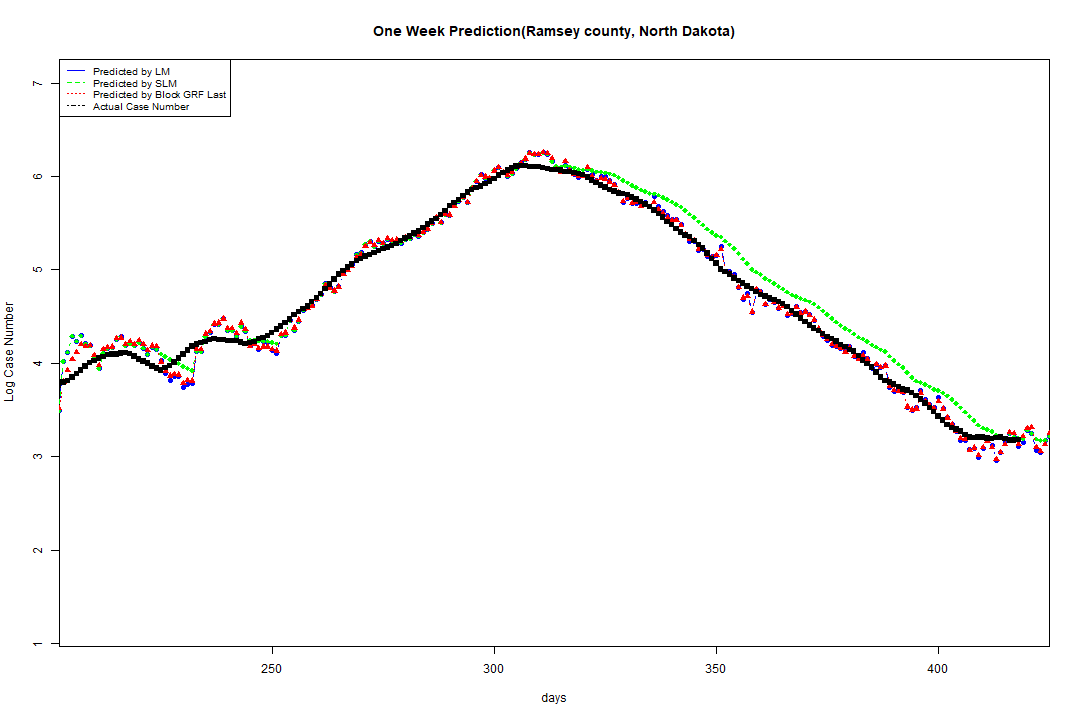 One Week Prediction(Ramsey county, North Dakota)
Predicted by LM
Predicted by SLM
Predicted by Block GRF Last
Actual Case Number
7
6
5
4
3
2
1
Log Case Number
250
300
350
400
days